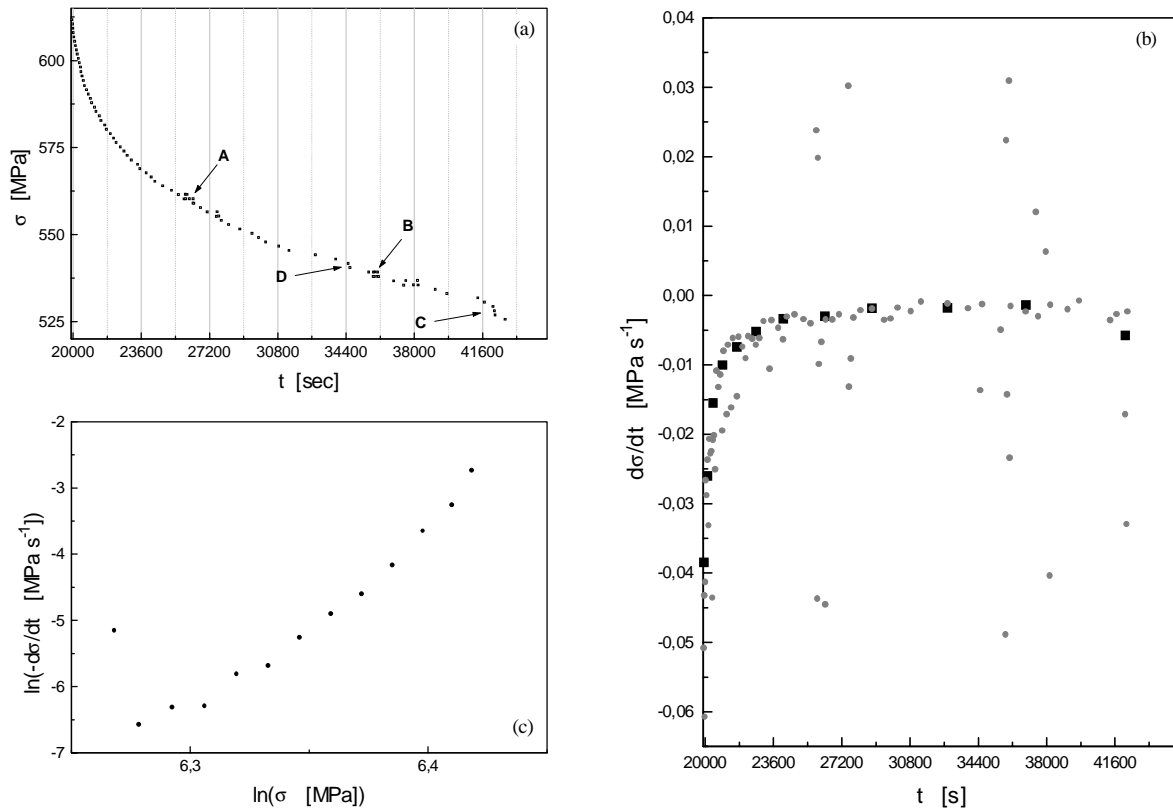 (a)
600
575
550
525
σ [MPa]
A
B
D
C
20000 23600 27200 30800 34400 38000 41600
t [sec]
-2
-3
-4
-5
-6
-7
ln(-dσ/dt [MPa s⁻¹])
(c)
6,3 6,4
ln(σ [MPa])
0,04
0,03
0,02
0,01
0,00
-0,01
-0,02
-0,03
-0,04
-0,05
-0,06
dσ/dt [MPa s⁻¹]
(b)
20000 23600 27200 30800 34400 38000 41600
t [s]